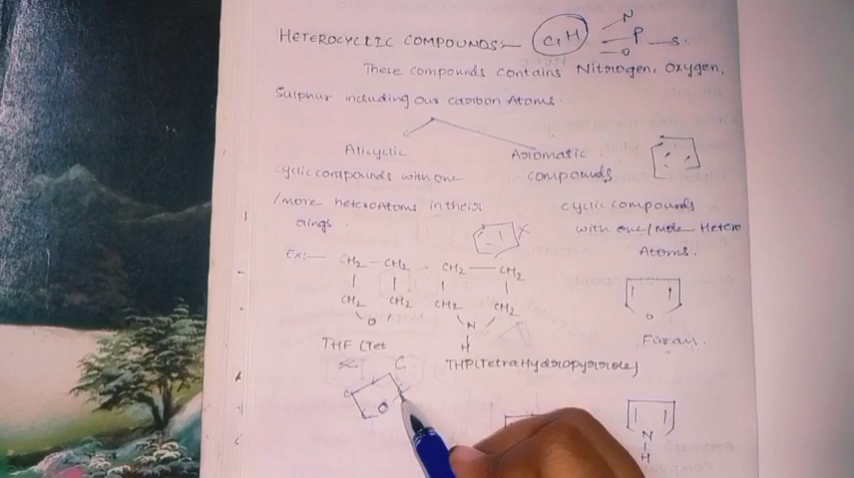 HETEROCYCLIC COMPOUNDS:- C, H N P O S
These compounds contains Nitrogen, Oxygen,
Sulphur including our carbon Atoms.
Alicyclic Aromatic
cyclic compounds with one compounds
/more heteroAtoms in their cyclic compounds
rings. with one/more Hetero
X Atoms.
Ex:- CH2 - CH2 CH2 — CH2
CH2 CH2 CH2 CH2
O N O
H Furan.
THF (Tet
C THP(TetraHydropyrrole)
C O
N
H